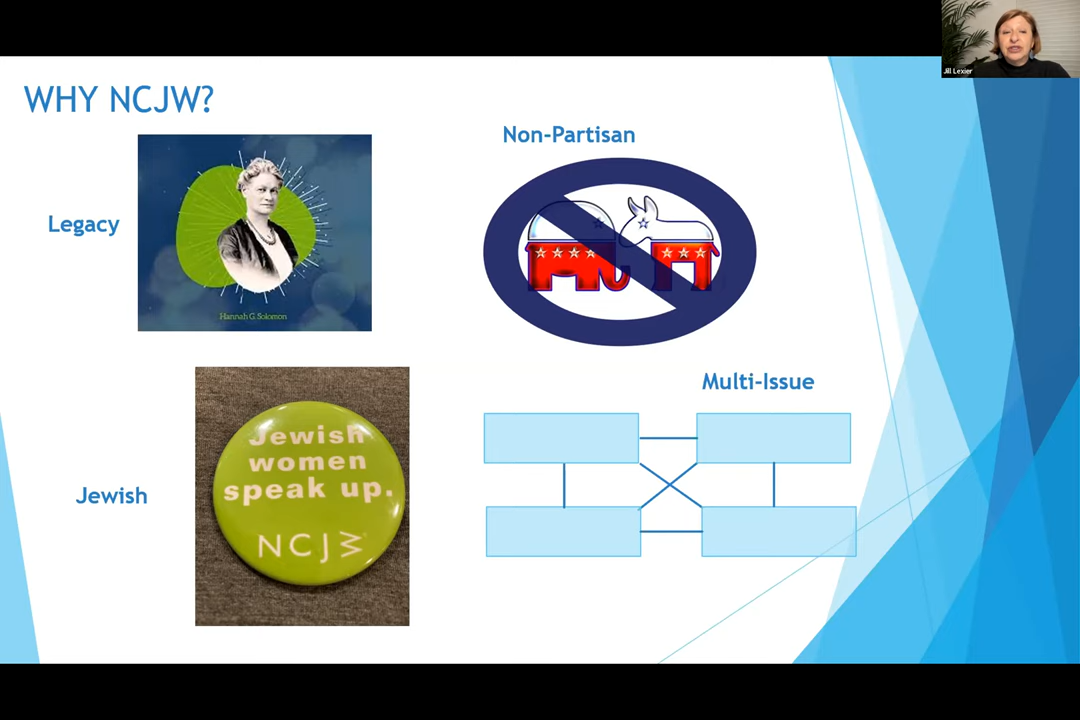 Jill Lexier
WHY NCJW?
Legacy
Hannah G. Solomon
Non-Partisan
Jewish
Jewish
women
speak up.
NCJW
Multi-Issue